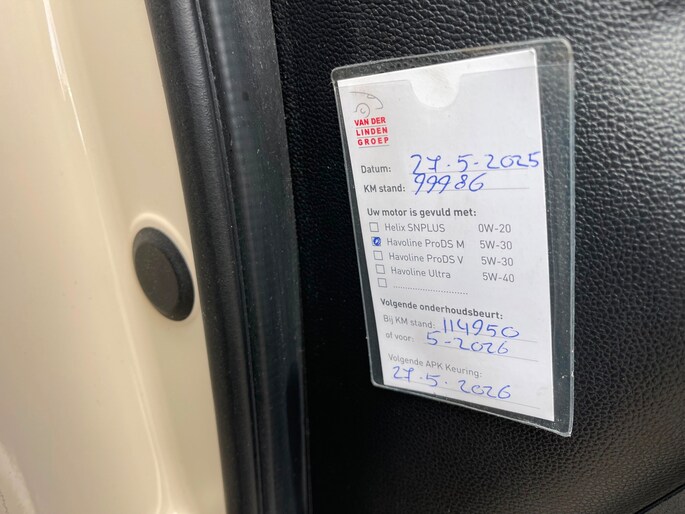 VAN DER
LINDEN
GROEP
Datum: 27-5-2025
KM stand: 99986
Uw motor is gevuld met:
Helix SNPLUS 0W-20
Havoline ProDS M 5W-30
Havoline ProDS V 5W-30
Havoline Ultra 5W-40
....................
Volgende onderhoudsbeurt:
Bij KM stand: 114950
of voor: 5-2026
Volgende APK Keuring:
27.5.2026